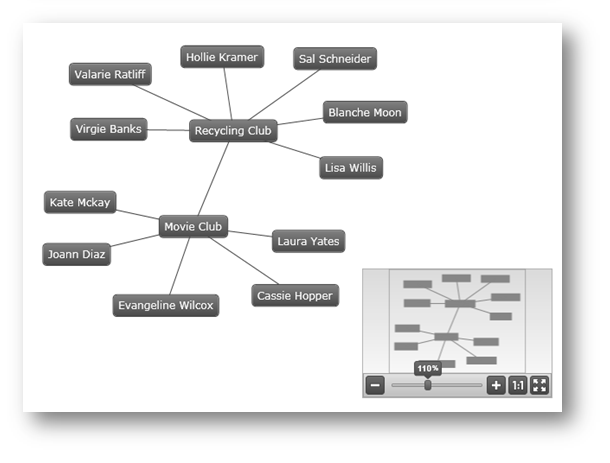 Hollie Kramer
Sal Schneider
Valarie Ratliff
Blanche Moon
Virgie Banks
Recycling Club
Lisa Willis
Kate Mckay
Movie Club
Laura Yates
Joann Diaz
Cassie Hopper
Evangeline Wilcox
110%
1:1